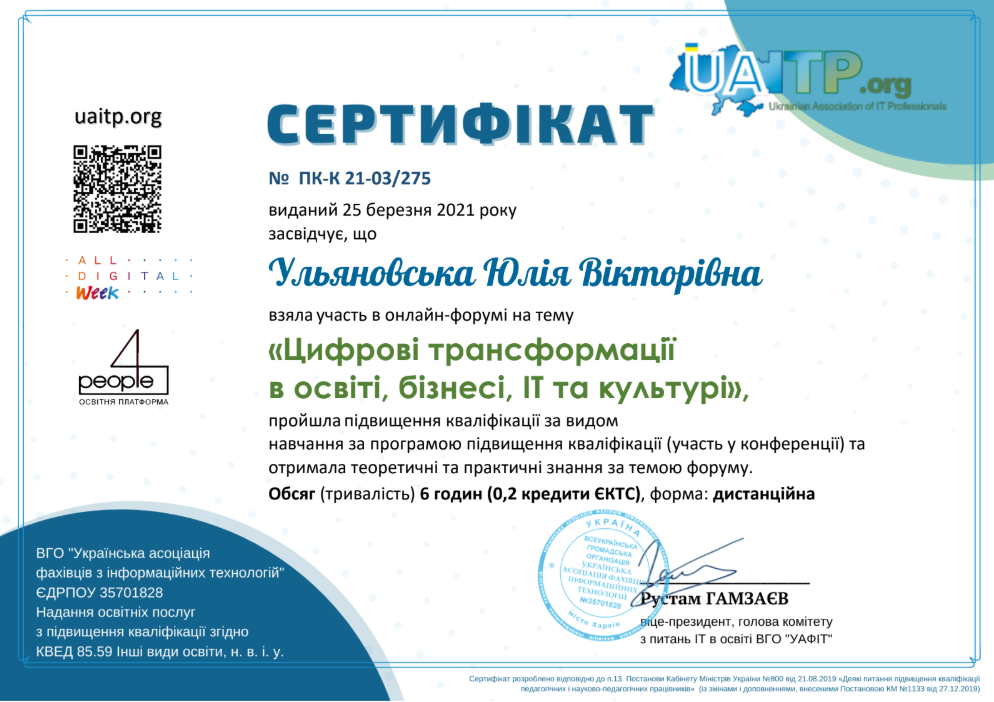 uaitp.org
ALL
DIGITAL
Week
4
people
ОСВІТНЯ ПЛАТФОРМА
UAITP.org
Ukrainian Association of IT Professionals
СЕРТИФІКАТ
№ ПК-К 21-03/275
виданий 25 березня 2021 року
засвідчує, що
Ульяновська Юлія Вікторівна
взяла участь в онлайн-форумі на тему
«Цифрові трансформації
в освіті, бізнесі, ІТ та культурі»,
пройшла підвищення кваліфікації за видом
навчання за програмою підвищення кваліфікації (участь у конференції) та
отримала теоретичні та практичні знання за темою форуму.
Обсяг (тривалість) 6 годин (0,2 кредити ЄКТС), форма: дистанційна
УКРАЇНА
ВСЕУКРАЇНСЬКА
ГРОМАДСЬКА
ОРГАНІЗАЦІЯ
УКРАЇНСЬКА
АСОЦІАЦІЯ ФАХІВЦІВ
ІНФОРМАЦІЙНИХ
ТЕХНОЛОГІЙ
№35701828
місто Харків
Рустам ГАМЗАЄВ
віце-президент, голова комітету
з питань ІТ в освіті ВГО "УАФІТ"
ВГО "Українська асоціація
фахівців з інформаційних технологій"
ЄДРПОУ 35701828
Надання освітніх послуг
з підвищення кваліфікації згідно
КВЕД 85.59 Інші види освіти, н. в. і. у.
Сертифікат розроблено відповідно до п.13 Постанови Кабінету Міністрів України №800 від 21.08.2019 «Деякі питання підвищення кваліфікації
педагогічних і науково-педагогічних працівників» (із змінами і доповненнями, внесеними Постановою КМ №1133 від 27.12.2019)